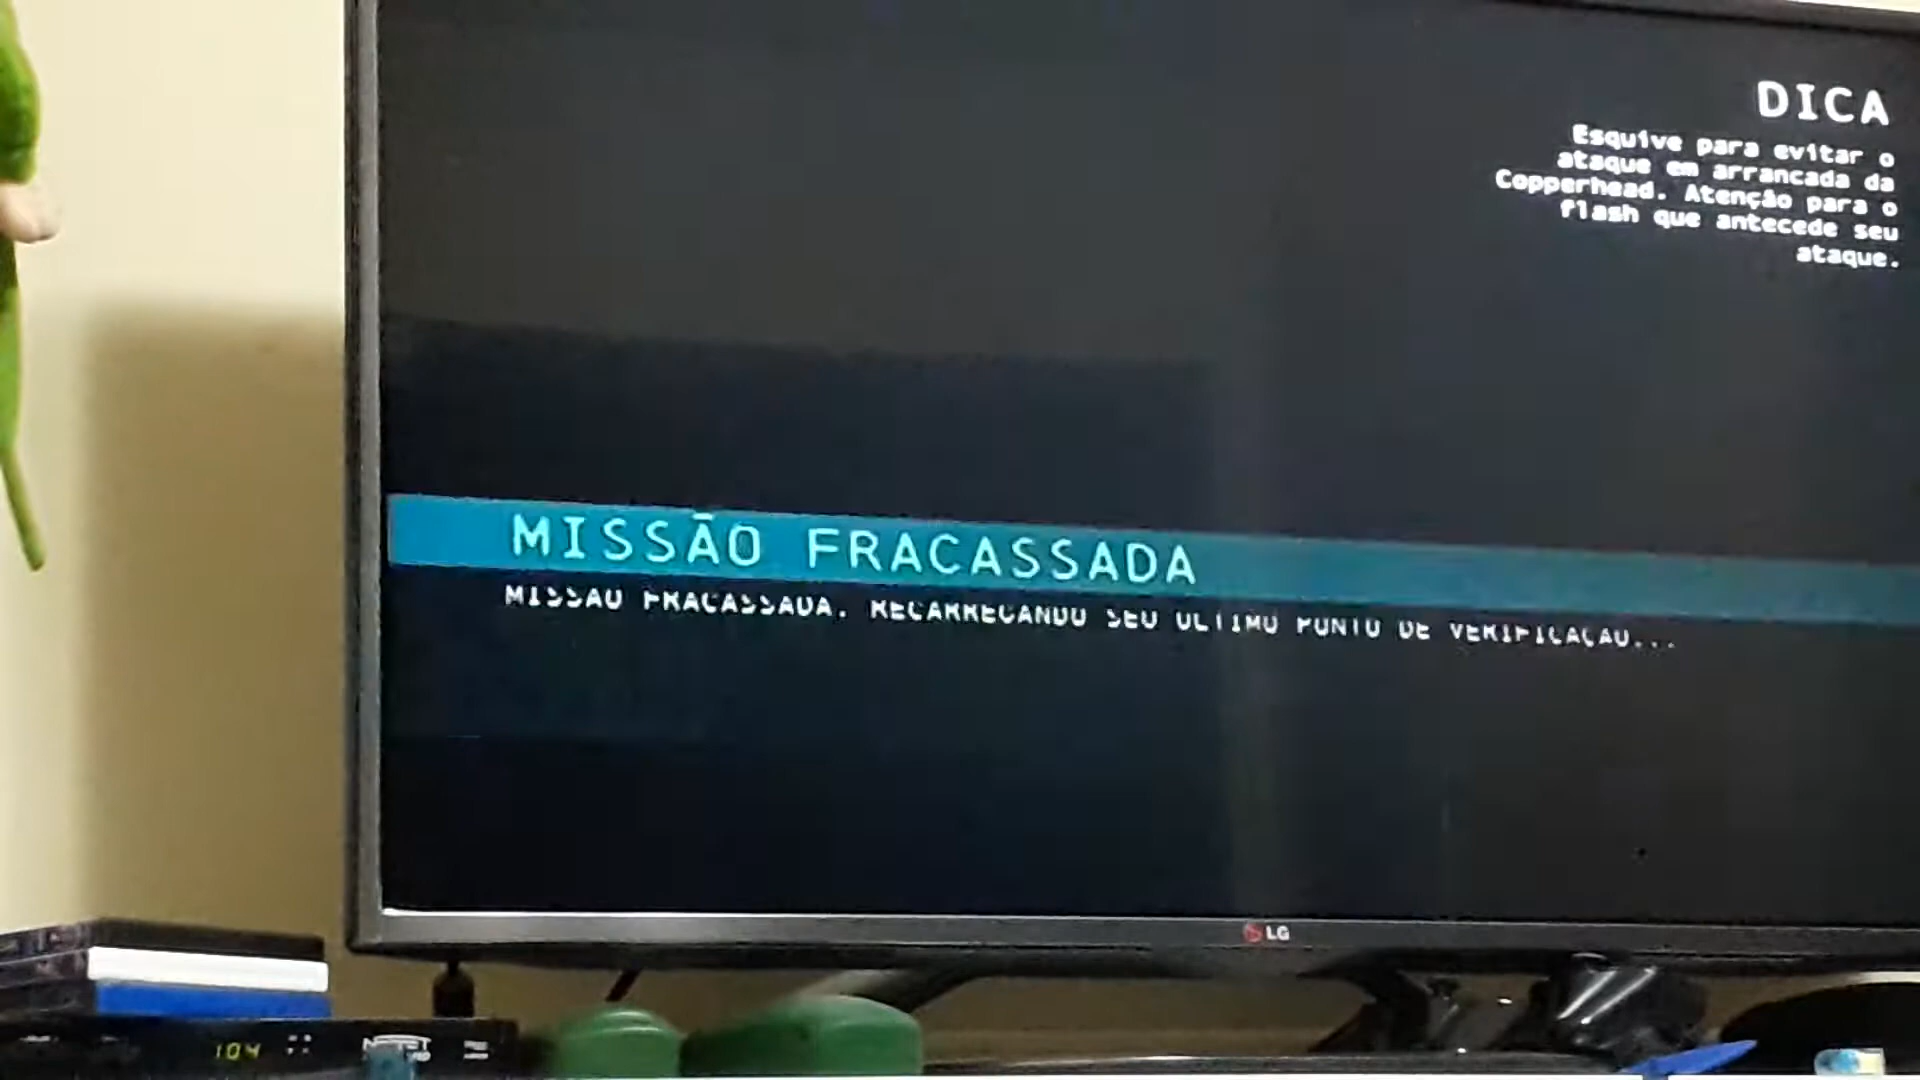 DICA
Esquive para evitar o
ataque em arrancada da
Copperhead. Atenção para o
flash que antecede seu
ataque.
MISSÃO FRACASSADA
MISSÃO FRACASSADA. RECARREGANDO SEU ÚLTIMO PONTO DE VERIFICAÇÃO...
LG
104